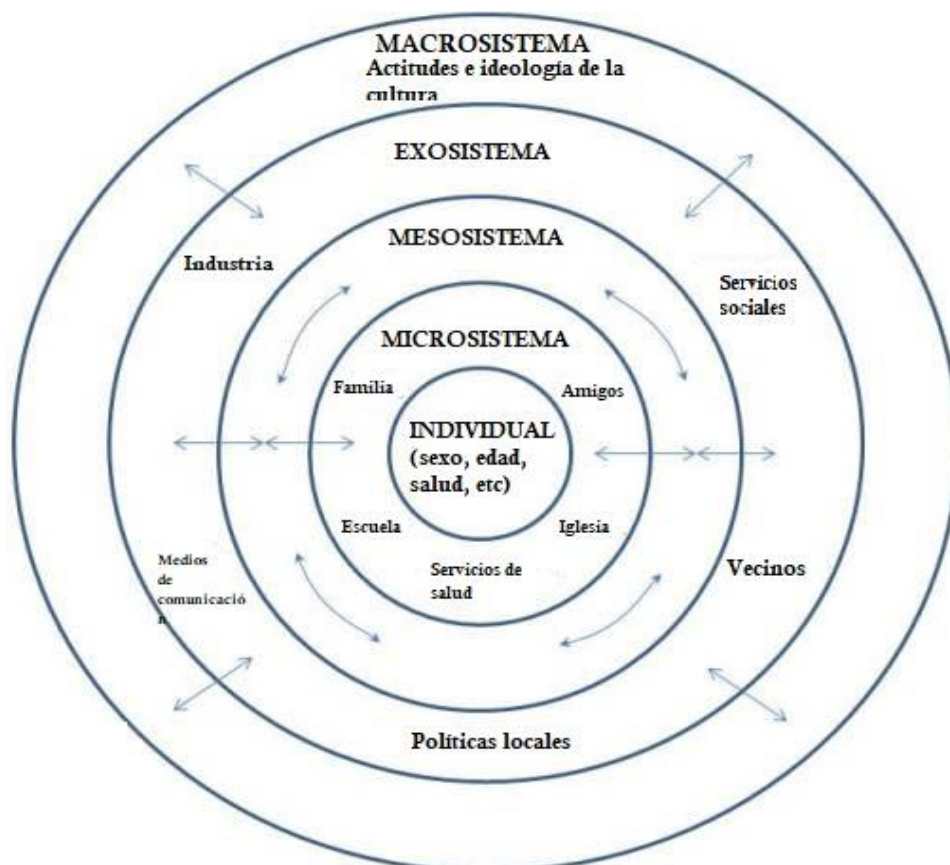 MACROSISTEMA
Actitudes e ideología de la
cultura
EXOSISTEMA
MESOSISTEMA
Industria
Servicios
sociales
MICROSISTEMA
Familia
Amigos
INDIVIDUAL
(sexo, edad,
salud, etc)
Escuela
Iglesia
Servicios de
salud
Medios
de
comunicació
n
Vecinos
Políticas locales